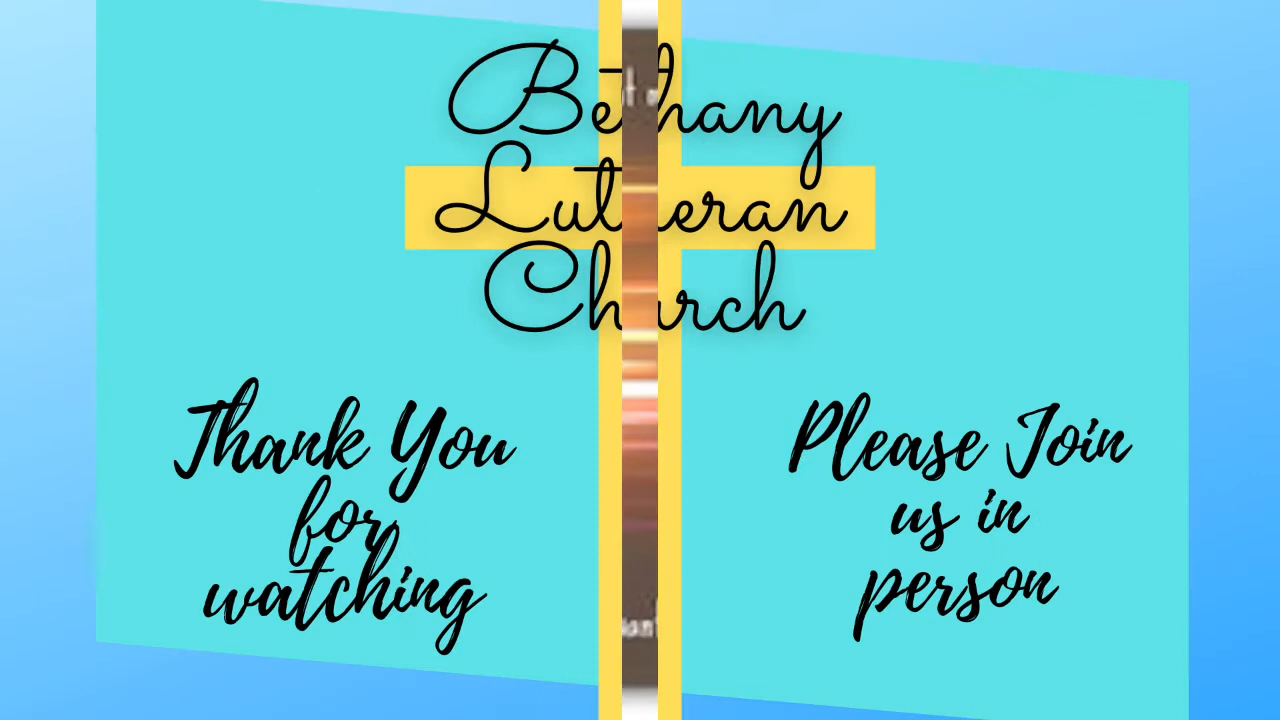 Bethany
Lutheran
Church
Thank You
for
watching
Please Join
us in
person